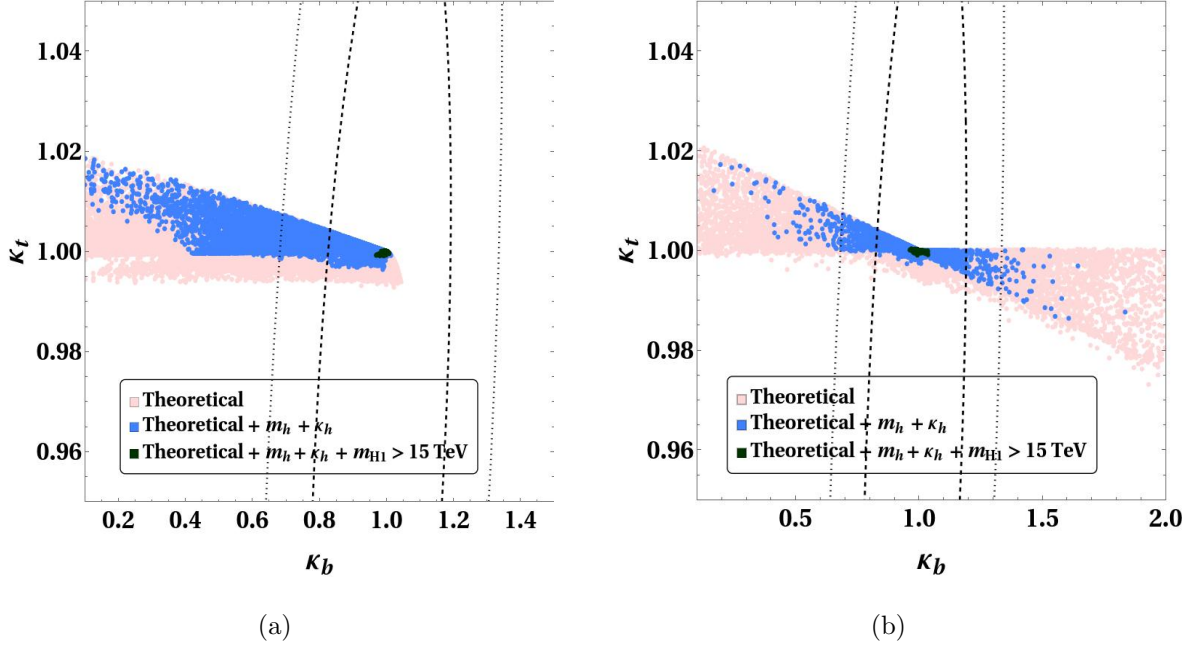 1.04
1.02
1.00
0.98
0.96
κt
0.2 0.4 0.6 0.8 1.0 1.2 1.4
κb
Theoretical
Theoretical + mh + κh
Theoretical + mh + κh + mH1 > 15 TeV
(a)
1.04
1.02
1.00
0.98
0.96
κt
0.5 1.0 1.5 2.0
κb
Theoretical
Theoretical + mh + κh
Theoretical + mh + κh + mH1 > 15 TeV
(b)